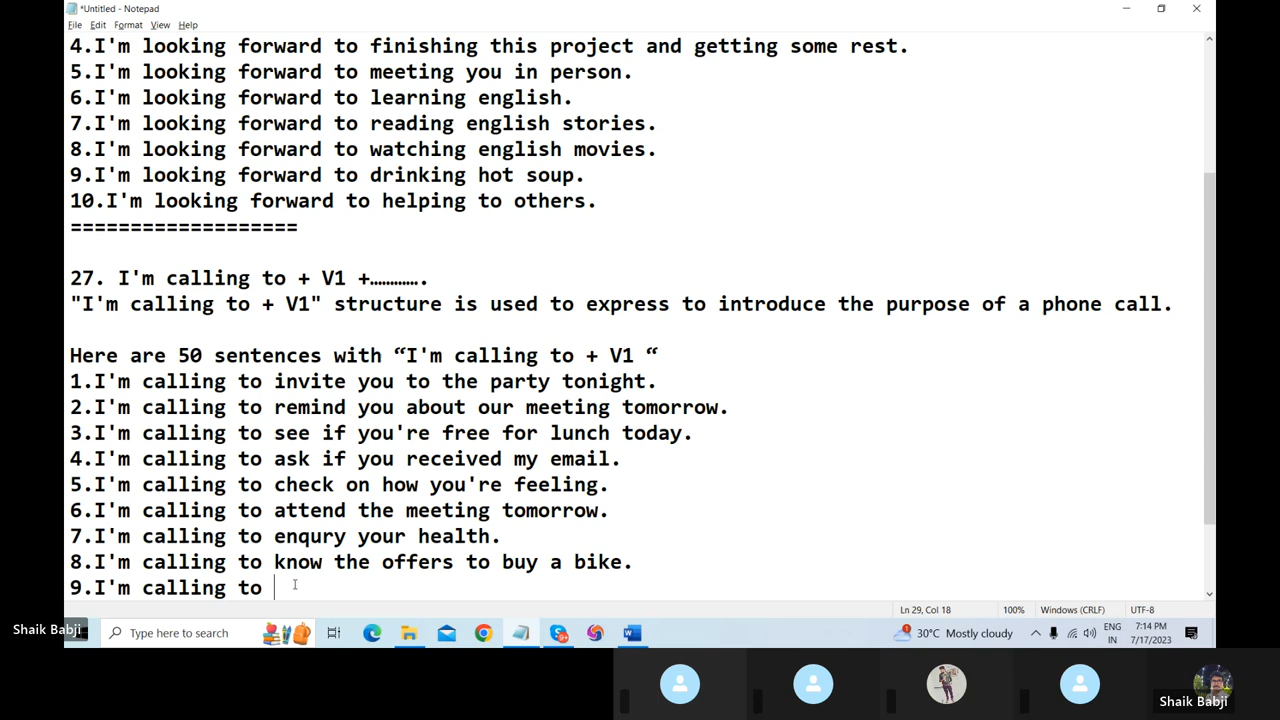 *Untitled - Notepad
File Edit Format View Help
4.I'm looking forward to finishing this project and getting some rest.
5.I'm looking forward to meeting you in person.
6.I'm looking forward to learning english.
7.I'm looking forward to reading english stories.
8.I'm looking forward to watching english movies.
9.I'm looking forward to drinking hot soup.
10.I'm looking forward to helping to others.
===================
27. I'm calling to + V1 +………….
"I'm calling to + V1" structure is used to express to introduce the purpose of a phone call.
Here are 50 sentences with “I'm calling to + V1 “
1.I'm calling to invite you to the party tonight.
2.I'm calling to remind you about our meeting tomorrow.
3.I'm calling to see if you're free for lunch today.
4.I'm calling to ask if you received my email.
5.I'm calling to check on how you're feeling.
6.I'm calling to attend the meeting tomorrow.
7.I'm calling to enqury your health.
8.I'm calling to know the offers to buy a bike.
9.I'm calling to
Ln 29, Col 18 100% Windows (CRLF) UTF-8
Shaik Babji
Type here to search
30°C Mostly cloudy
ENG
IN
7:14 PM
7/17/2023
Shaik Babji